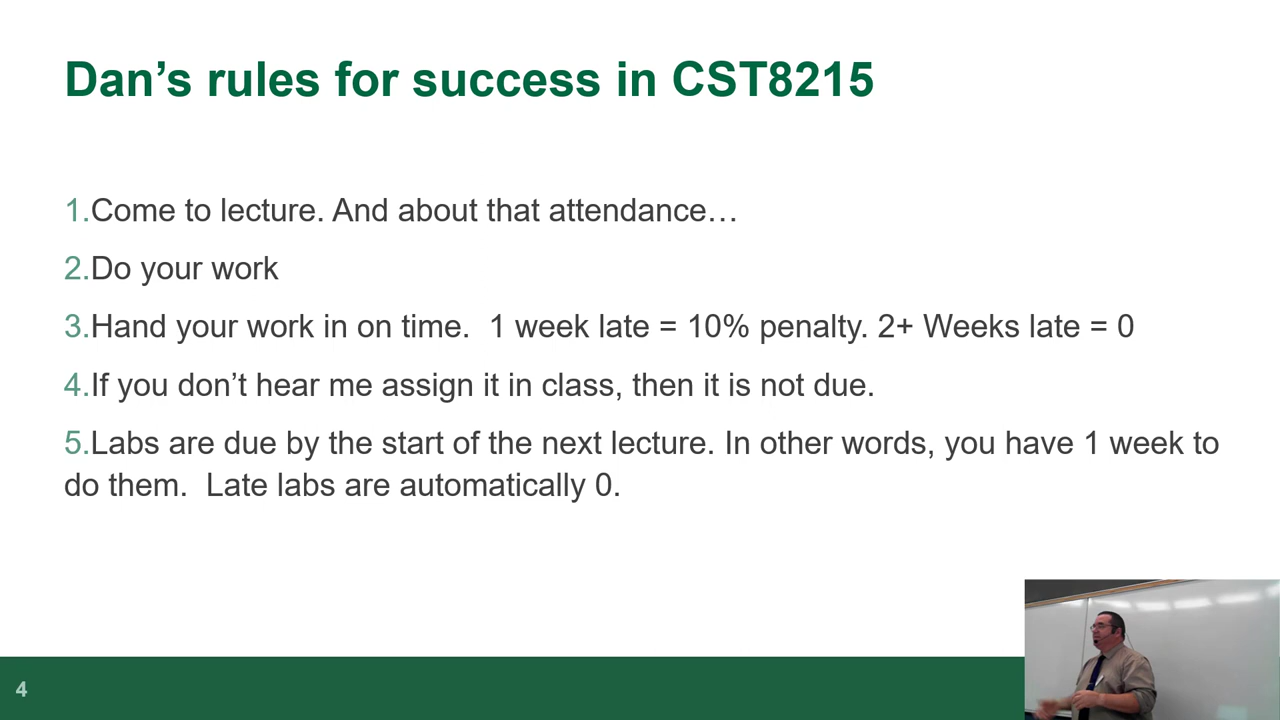 Dan’s rules for success in CST8215
1.Come to lecture. And about that attendance…
2.Do your work
3.Hand your work in on time.  1 week late = 10% penalty. 2+ Weeks late = 0
4.If you don’t hear me assign it in class, then it is not due.
5.Labs are due by the start of the next lecture. In other words, you have 1 week to
do them.  Late labs are automatically 0.
4